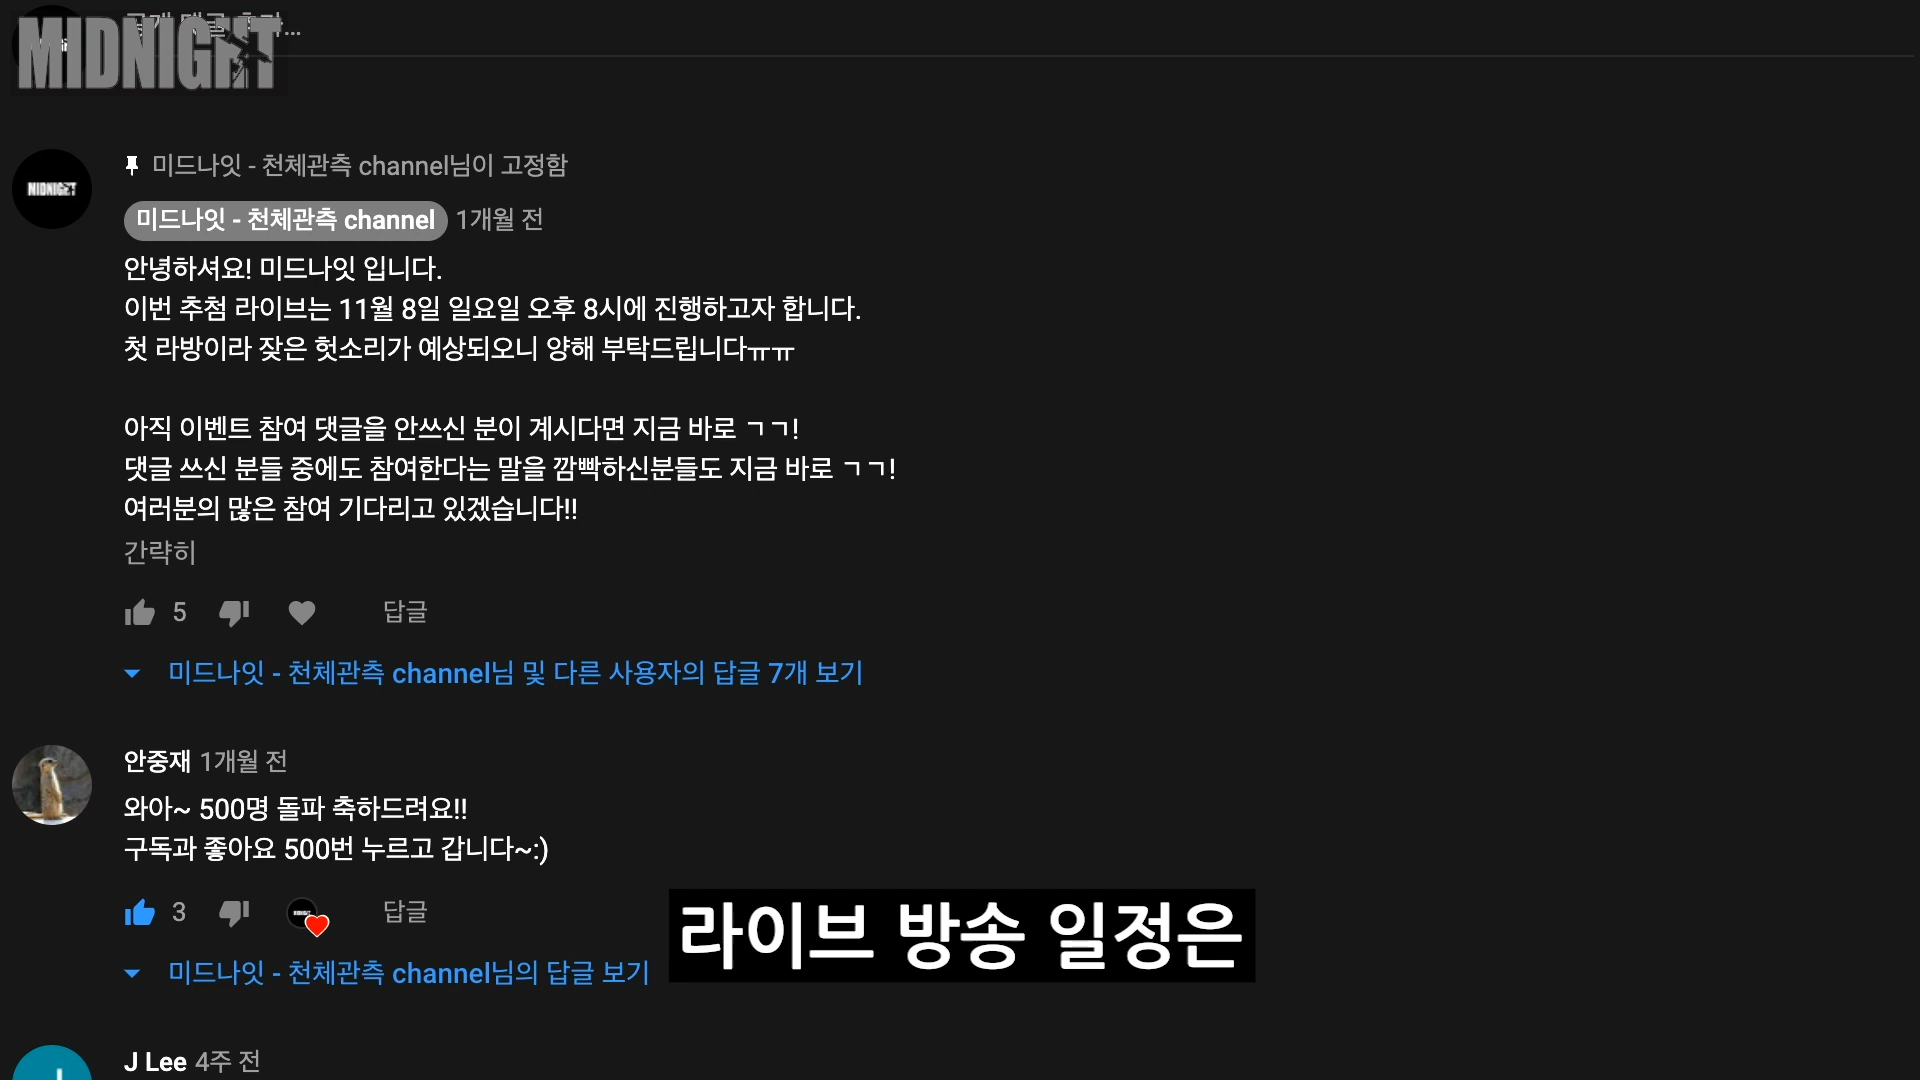 MIDNIGHT
미드나잇 - 천체관측 channel님이 고정함
MIDNIGHT
미드나잇 - 천체관측 channel 1개월 전
안녕하셔요! 미드나잇 입니다.
이번 추첨 라이브는 11월 8일 일요일 오후 8시에 진행하고자 합니다.
첫 라방이라 잦은 헛소리가 예상되오니 양해 부탁드립니다ㅠㅠ
아직 이벤트 참여 댓글을 안쓰신 분이 계시다면 지금 바로 ㄱㄱ!
댓글 쓰신 분들 중에도 참여한다는 말을 깜빡하신분들도 지금 바로 ㄱㄱ!
여러분의 많은 참여 기다리고 있겠습니다!!
간략히
5 답글
미드나잇 - 천체관측 channel님 및 다른 사용자의 답글 7개 보기
안중재 1개월 전
와아~ 500명 돌파 축하드려요!!
구독과 좋아요 500번 누르고 갑니다~:)
3 답글
라이브 방송 일정은
미드나잇 - 천체관측 channel님의 답글 보기
J Lee 4주 전